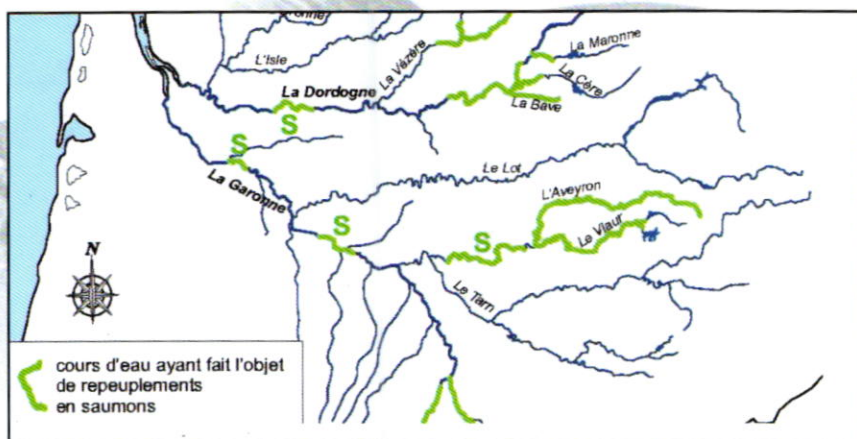 L'Isle
La Vézère
La Maronne
La Cère
La Bave
La Dordogne
S
S
La Garonne
Le Lot
L'Aveyron
Le Viaur
S
S
Le Tarn
N
cours d'eau ayant fait l'objet
de repeuplements
en saumons